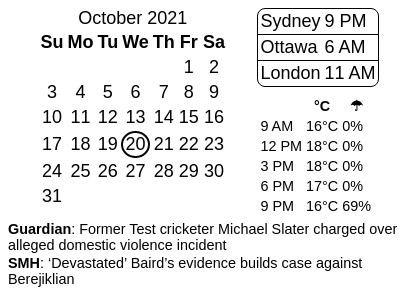 October 2021
Su Mo Tu We Th Fr Sa
1 2
3 4 5 6 7 8 9
10 11 12 13 14 15 16
17 18 19 20 21 22 23
24 25 26 27 28 29 30
31
Sydney 9 PM
Ottawa 6 AM
London 11 AM
°C ☂
9 AM 16°C 0%
12 PM 18°C 0%
3 PM 18°C 0%
6 PM 17°C 0%
9 PM 16°C 69%
Guardian: Former Test cricketer Michael Slater charged over
alleged domestic violence incident
SMH: ‘Devastated’ Baird’s evidence builds case against
Berejiklian